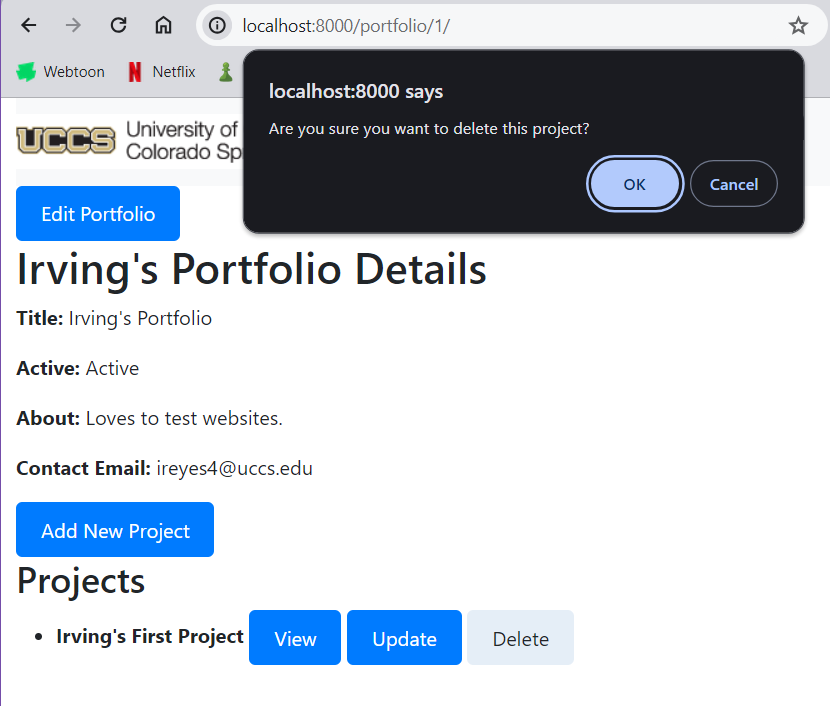 localhost:8000/portfolio/1/
Webtoon
Netflix
localhost:8000 says
Are you sure you want to delete this project?
OK
Cancel
UCCS
University of
Colorado Sp
Edit Portfolio
Irving's Portfolio Details
Title: Irving's Portfolio
Active: Active
About: Loves to test websites.
Contact Email: ireyes4@uccs.edu
Add New Project
Projects
Irving's First Project View Update Delete